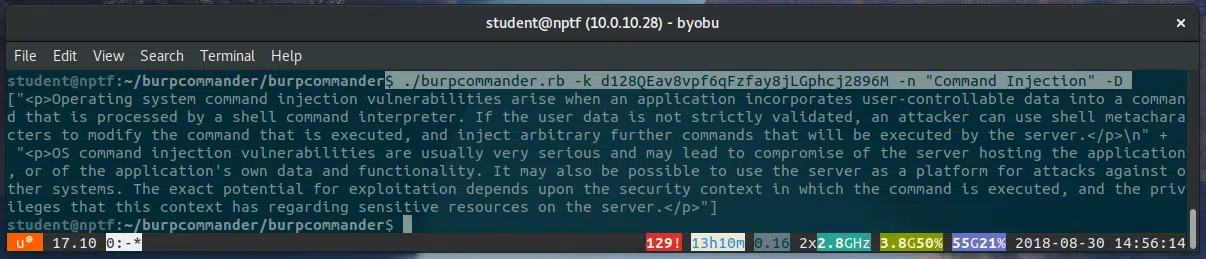 student@nptf (10.0.10.28) - byobu ×
File Edit View Search Terminal Help
student@nptf:~/burpcommander/burpcommander$ ./burpcommander.rb -k d128QEav8vpf6qFzfay8jLGphcj2896M -n "Command Injection" -D
["<p>Operating system command injection vulnerabilities arise when an application incorporates user-controllable data into a comman
d that is processed by a shell command interpreter. If the user data is not strictly validated, an attacker can use shell metachara
cters to modify the command that is executed, and inject arbitrary further commands that will be executed by the server.</p>\n" +
"<p>OS command injection vulnerabilities are usually very serious and may lead to compromise of the server hosting the application
, or of the application's own data and functionality. It may also be possible to use the server as a platform for attacks against o
ther systems. The exact potential for exploitation depends upon the security context in which the command is executed, and the priv
ileges that this context has regarding sensitive resources on the server.</p>"]
student@nptf:~/burpcommander/burpcommander$
u® 17.10 0:-* 129! 13h10m 0.16 2x2.8GHz 3.8G50% 55G21% 2018-08-30 14:56:14